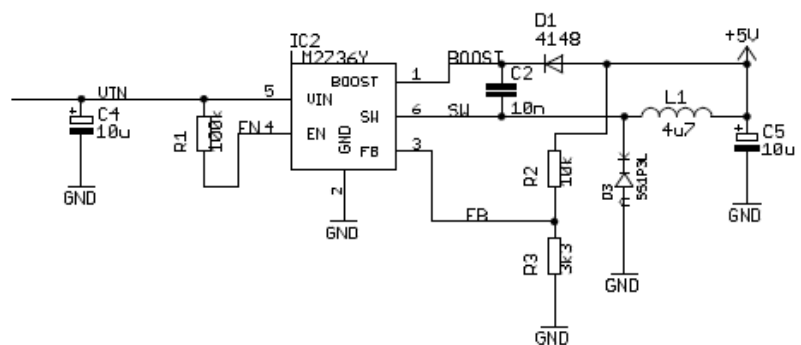 D1
4148
+5V
IC2
LM2736Y
BOOST
1
BOOST
C2
10n
VIN
5
VIN
SW
6
SW
L1
4u7
C4
10u
+
R1
100k
EN
4
EN
GND
FB
3
2
R2
10k
D3
SS1P3L
C5
10u
+
GND
GND
FB
GND
R3
3k3
GND
GND